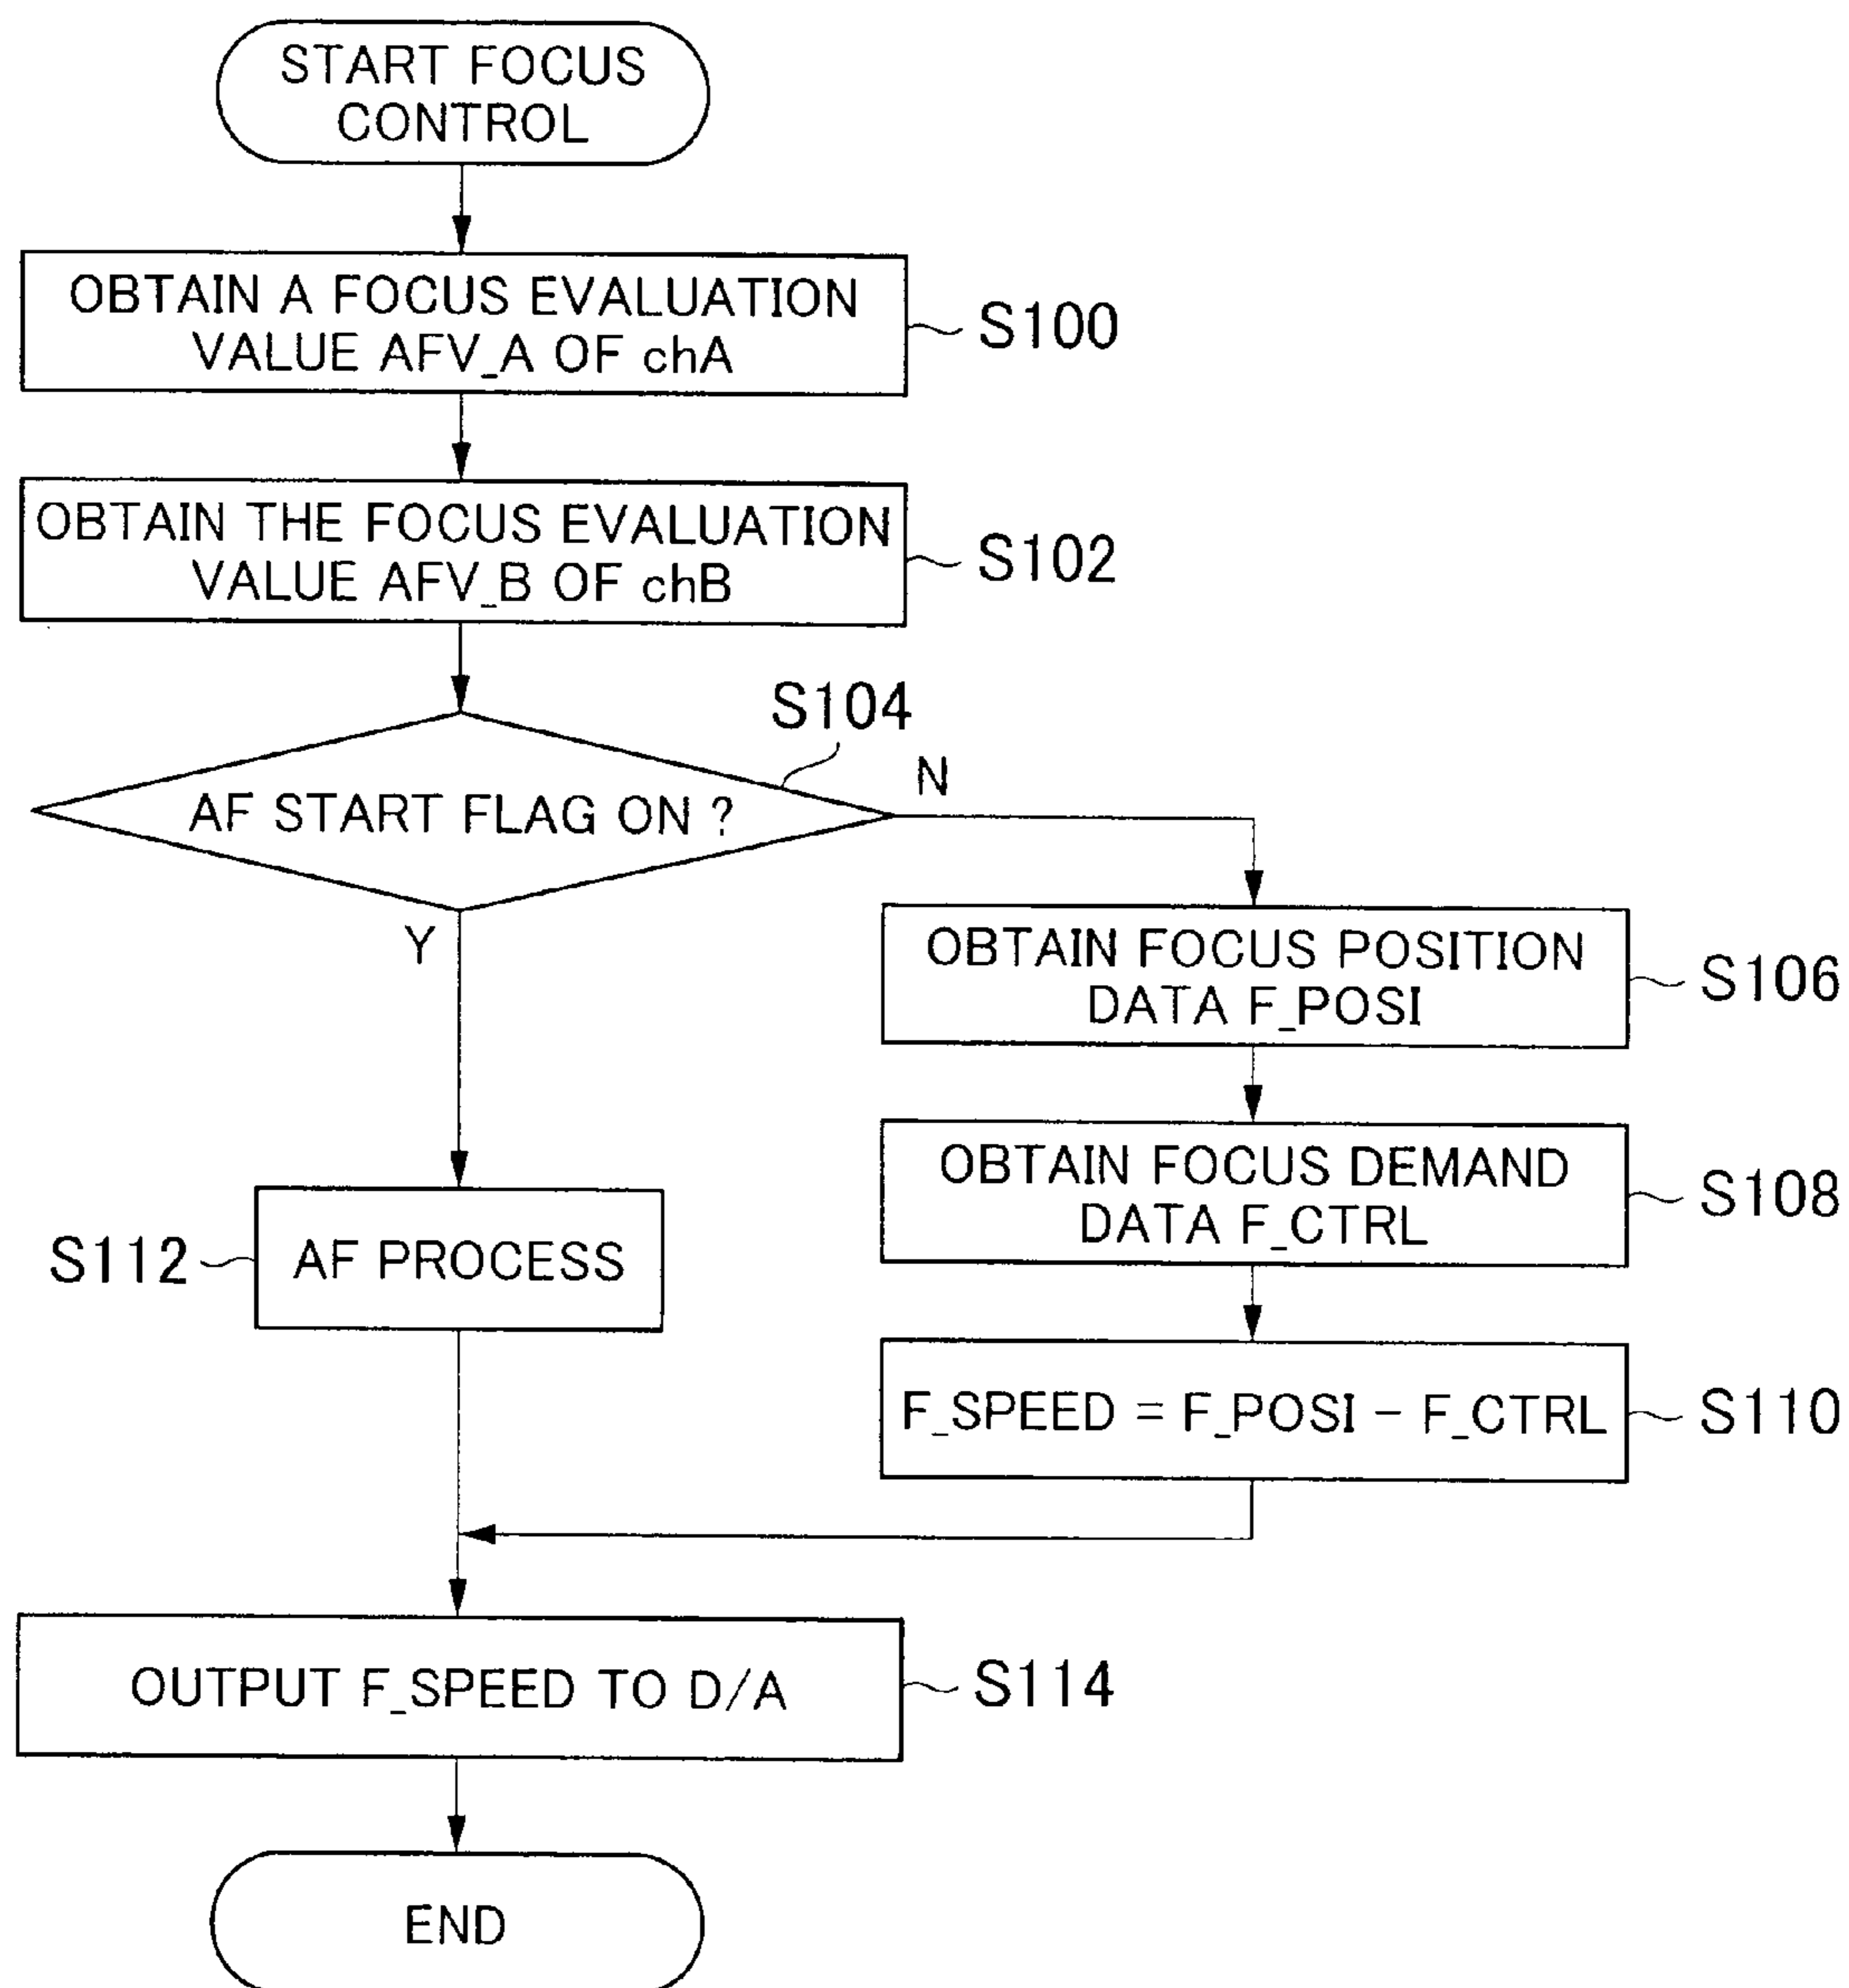 START FOCUS
CONTROL
OBTAIN A FOCUS EVALUATION
VALUE AFV_A OF chA
S100
OBTAIN THE FOCUS EVALUATION
VALUE AFV_B OF chB
S102
S104
AF START FLAG ON ?
N
Y
OBTAIN FOCUS POSITION
DATA F_POSI
S106
OBTAIN FOCUS DEMAND
DATA F_CTRL
S108
S112
AF PROCESS
F_SPEED = F_POSI - F_CTRL
S110
OUTPUT F_SPEED TO D/A
S114
END